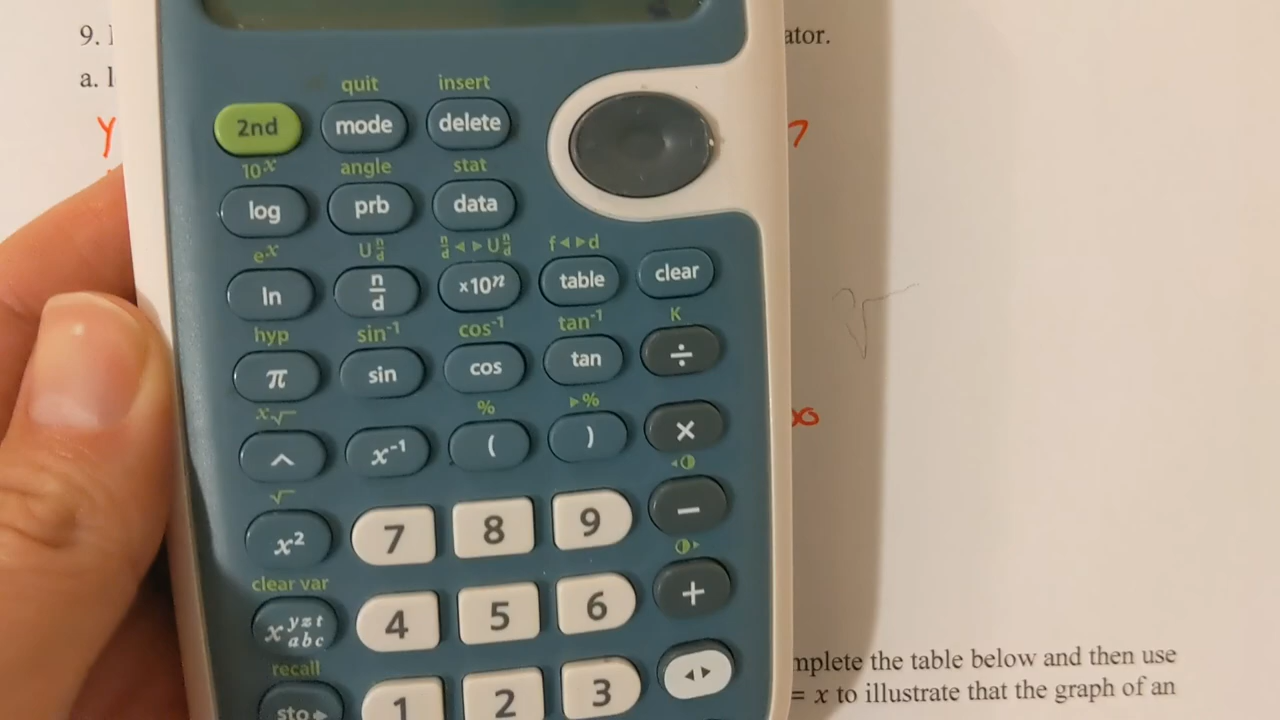 9.
ator.
a.
y
7
quit insert
2nd mode delete
10ˣ angle stat
log prb data
eˣ U n/d n/d ◂▸ U n/d f◂▸d
ln n/d ×10ⁿ table clear
hyp sin⁻¹ cos⁻¹ tan⁻¹ K
π sin cos tan ÷
ˣ√ % ▸%
^ x⁻¹ ( ) ×
√
x² 7 8 9 −
clear var
x yzt abc 4 5 6 +
recall
sto▸ 1 2 3 ◂▸
mplete the table below and then use
= x to illustrate that the graph of an